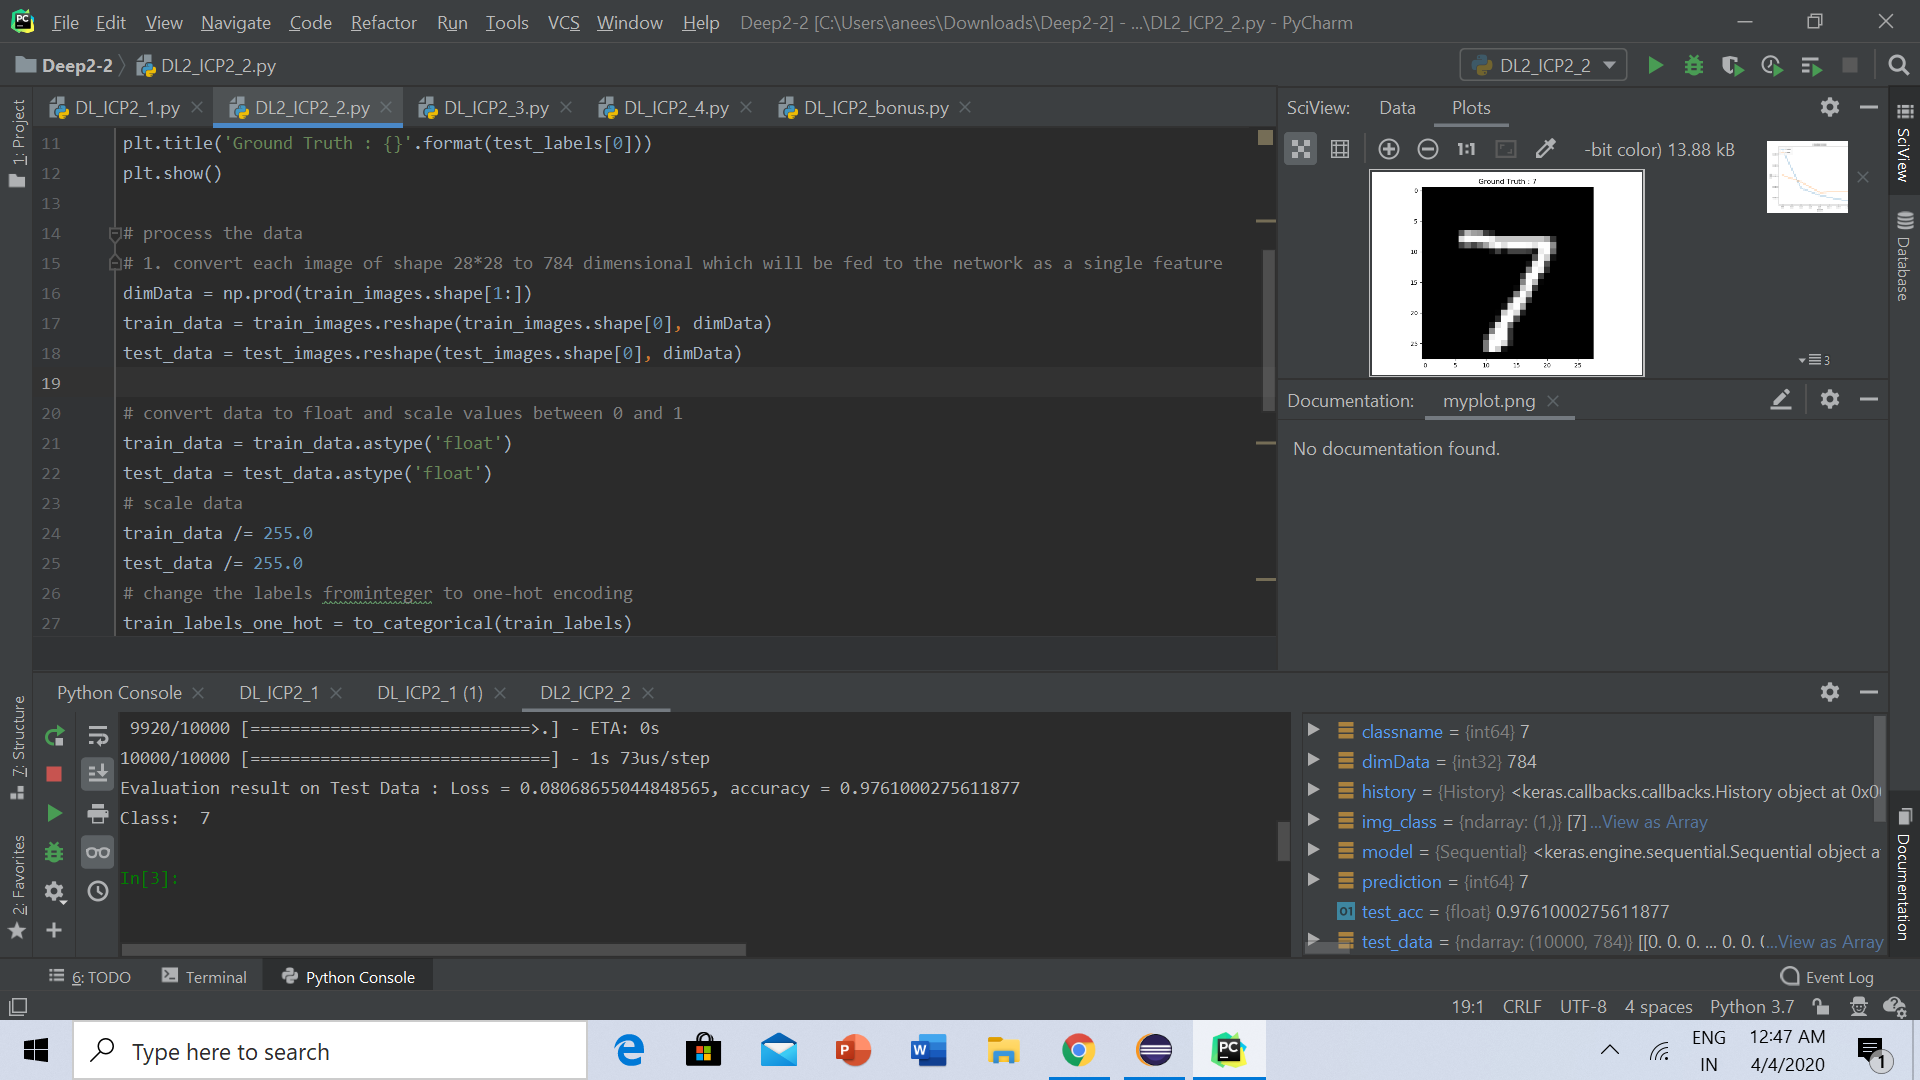 File Edit View Navigate Code Refactor Run Tools VCS Window Help Deep2-2 [C:\Users\anees\Downloads\Deep2-2] - ...\DL2_ICP2_2.py - PyCharm
Deep2-2 DL2_ICP2_2.py DL2_ICP2_2
DL_ICP2_1.py DL2_ICP2_2.py DL_ICP2_3.py DL_ICP2_4.py DL_ICP2_bonus.py
1: Project
11 plt.title('Ground Truth : {}'.format(test_labels[0]))
12 plt.show()
13
14 # process the data
15 # 1. convert each image of shape 28*28 to 784 dimensional which will be fed to the network as a single feature
16 dimData = np.prod(train_images.shape[1:])
17 train_data = train_images.reshape(train_images.shape[0], dimData)
18 test_data = test_images.reshape(test_images.shape[0], dimData)
19
20 # convert data to float and scale values between 0 and 1
21 train_data = train_data.astype('float')
22 test_data = test_data.astype('float')
23 # scale data
24 train_data /= 255.0
25 test_data /= 255.0
26 # change the labels frominteger to one-hot encoding
27 train_labels_one_hot = to_categorical(train_labels)
SciView: Data Plots
1:1 -bit color) 13.88 kB
Ground Truth : 7
0
5
10
15
20
25
0 5 10 15 20 25
3
SciView
Database
Documentation: myplot.png
No documentation found.
Documentation
7: Structure
2: Favorites
Python Console DL_ICP2_1 DL_ICP2_1 (1) DL2_ICP2_2
9920/10000 [============================>.] - ETA: 0s
10000/10000 [==============================] - 1s 73us/step
Evaluation result on Test Data : Loss = 0.08068655044848565, accuracy = 0.9761000275611877
Class:  7
In[3]:
classname = {int64} 7
dimData = {int32} 784
history = {History} <keras.callbacks.callbacks.History object at 0x0
img_class = {ndarray: (1,)} [7] ...View as Array
model = {Sequential} <keras.engine.sequential.Sequential object a
prediction = {int64} 7
01 test_acc = {float} 0.9761000275611877
test_data = {ndarray: (10000, 784)} [[0. 0. 0. ... 0. 0. (...View as Array
6: TODO Terminal Python Console Event Log
19:1 CRLF UTF-8 4 spaces Python 3.7
Type here to search
ENG 12:47 AM
IN 4/4/2020
1